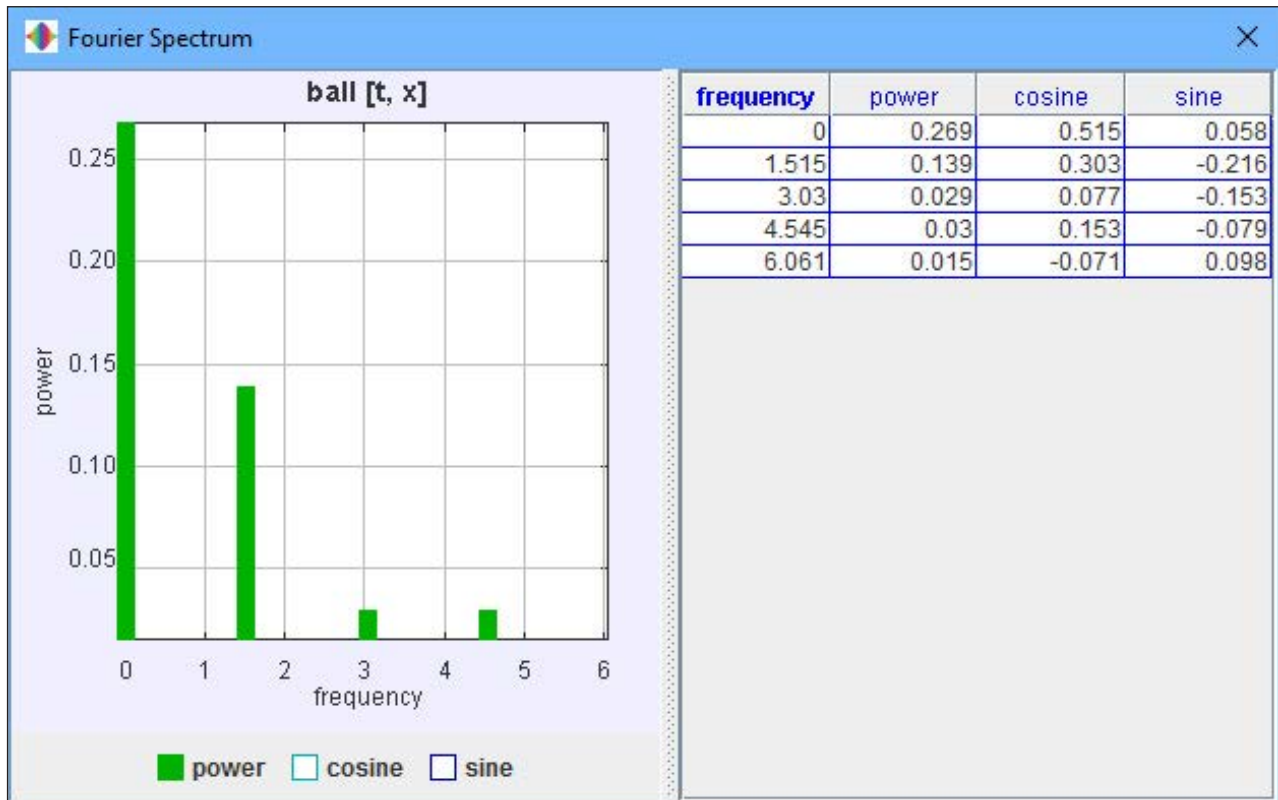 Fourier Spectrum
ball [t, x]
0.25
0.20
0.15
0.10
0.05
power
0 1 2 3 4 5 6
frequency
power cosine sine
frequency power cosine sine
0 0.269 0.515 0.058
1.515 0.139 0.303 -0.216
3.03 0.029 0.077 -0.153
4.545 0.03 0.153 -0.079
6.061 0.015 -0.071 0.098